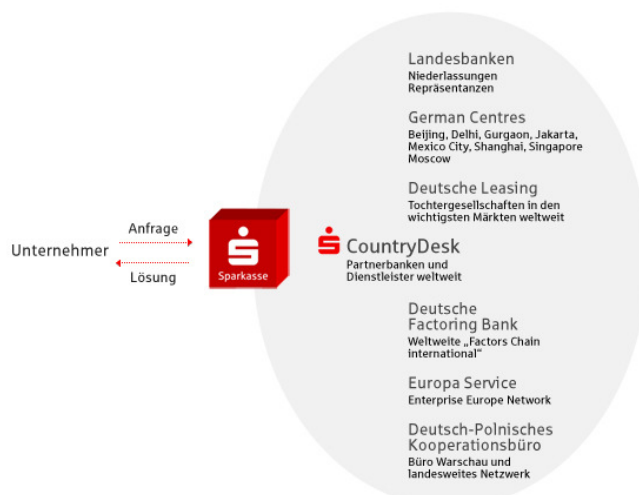 Landesbanken
Niederlassungen
Repräsentanzen
German Centres
Beijing, Delhi, Gurgaon, Jakarta,
Mexico City, Shanghai, Singapore
Moscow
Deutsche Leasing
Tochtergesellschaften in den
wichtigsten Märkten weltweit
Unternehmer
Anfrage
Lösung
Sparkasse
CountryDesk
Partnerbanken und
Dienstleister weltweit
Deutsche
Factoring Bank
Weltweite „Factors Chain
international“
Europa Service
Enterprise Europe Network
Deutsch-Polnisches
Kooperationsbüro
Büro Warschau und
landesweites Netzwerk